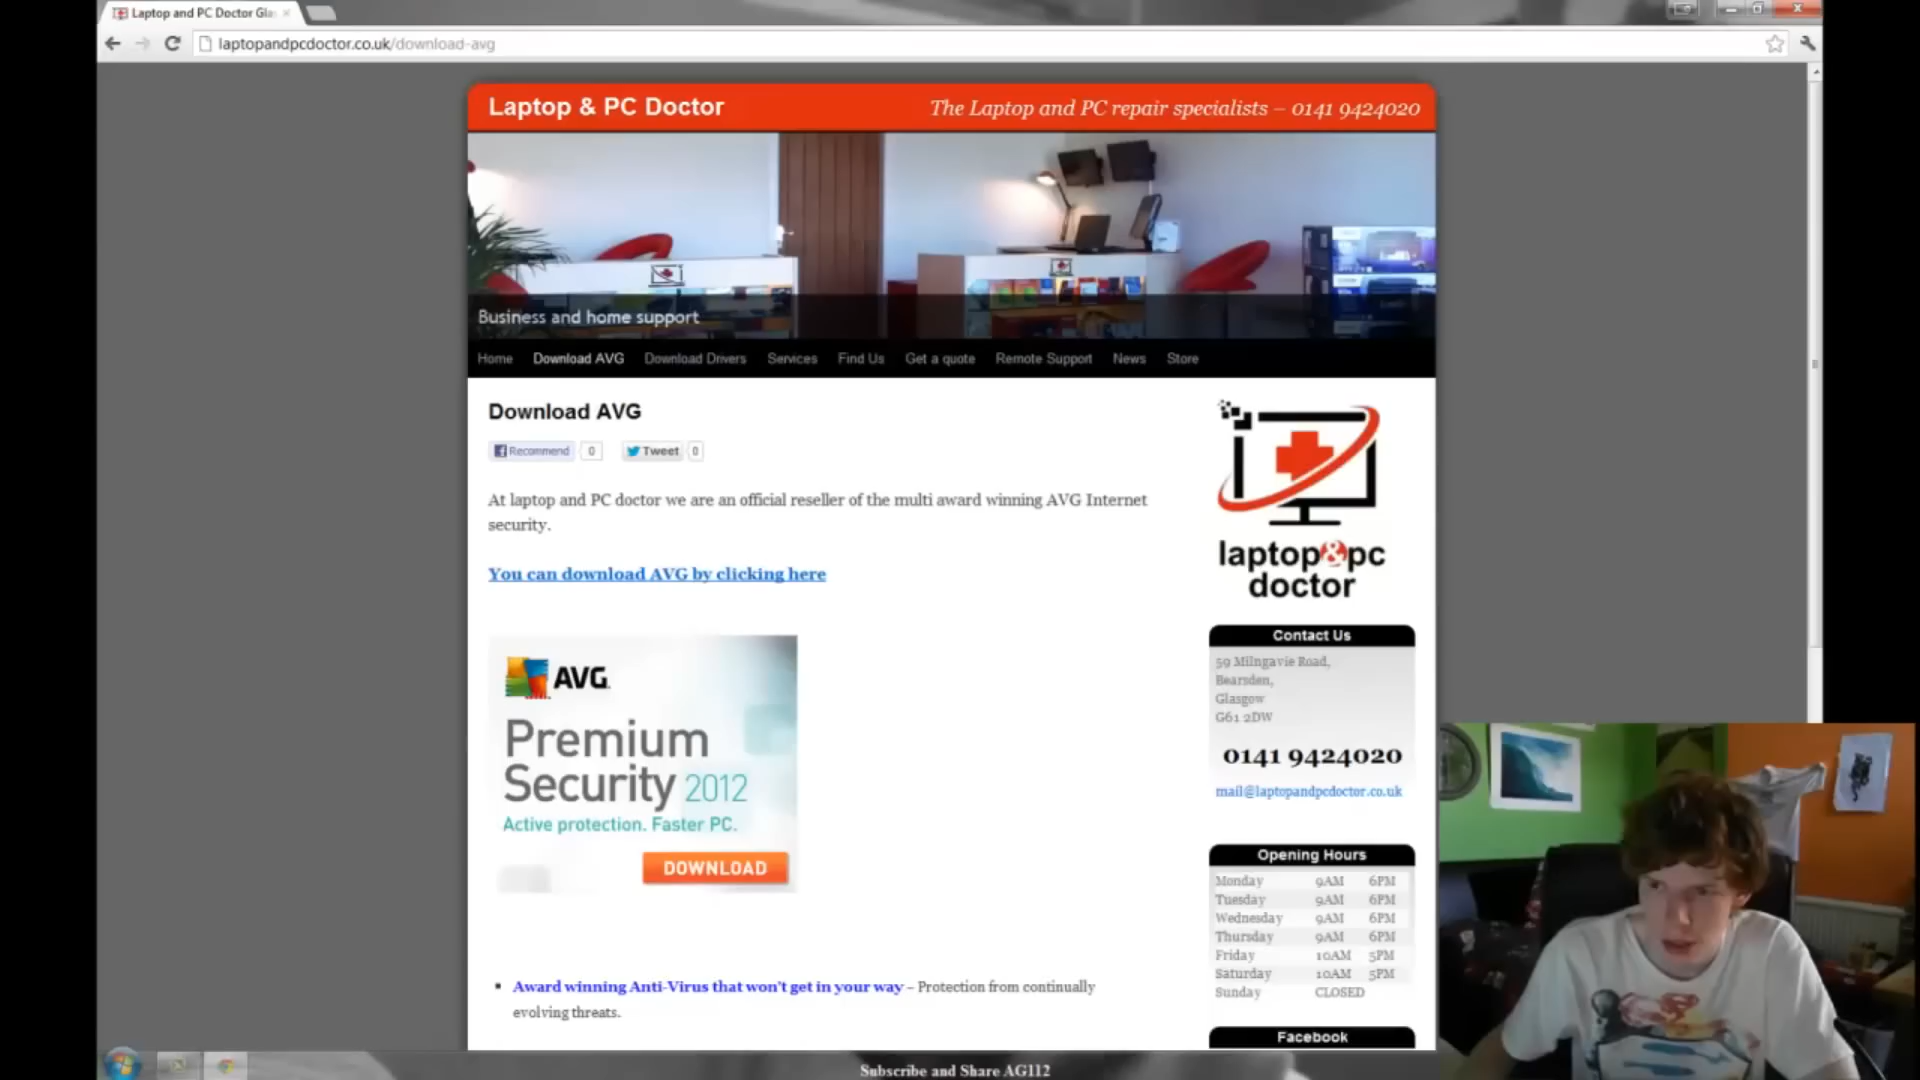 Laptop and PC Doctor Gla
laptopandpcdoctor.co.uk/download-avg
Laptop & PC Doctor
The Laptop and PC repair specialists – 0141 9424020
Business and home support
Home Download AVG Download Drivers Services Find Us Get a quote Remote Support News Store
Download AVG
Recommend 0 Tweet 0
At laptop and PC doctor we are an official reseller of the multi award winning AVG Internet
security.
You can download AVG by clicking here
AVG
Premium
Security 2012
Active protection. Faster PC.
DOWNLOAD
Award winning Anti-Virus that won't get in your way – Protection from continually
evolving threats.
laptop&pc
doctor
Contact Us
59 Milngavie Road,
Bearsden,
Glasgow
G61 2DW
0141 9424020
mail@laptopandpcdoctor.co.uk
Opening Hours
Monday 9AM 6PM
Tuesday 9AM 6PM
Wednesday 9AM 6PM
Thursday 9AM 6PM
Friday 10AM 5PM
Saturday 10AM 5PM
Sunday CLOSED
Facebook
Subscribe and Share AG112